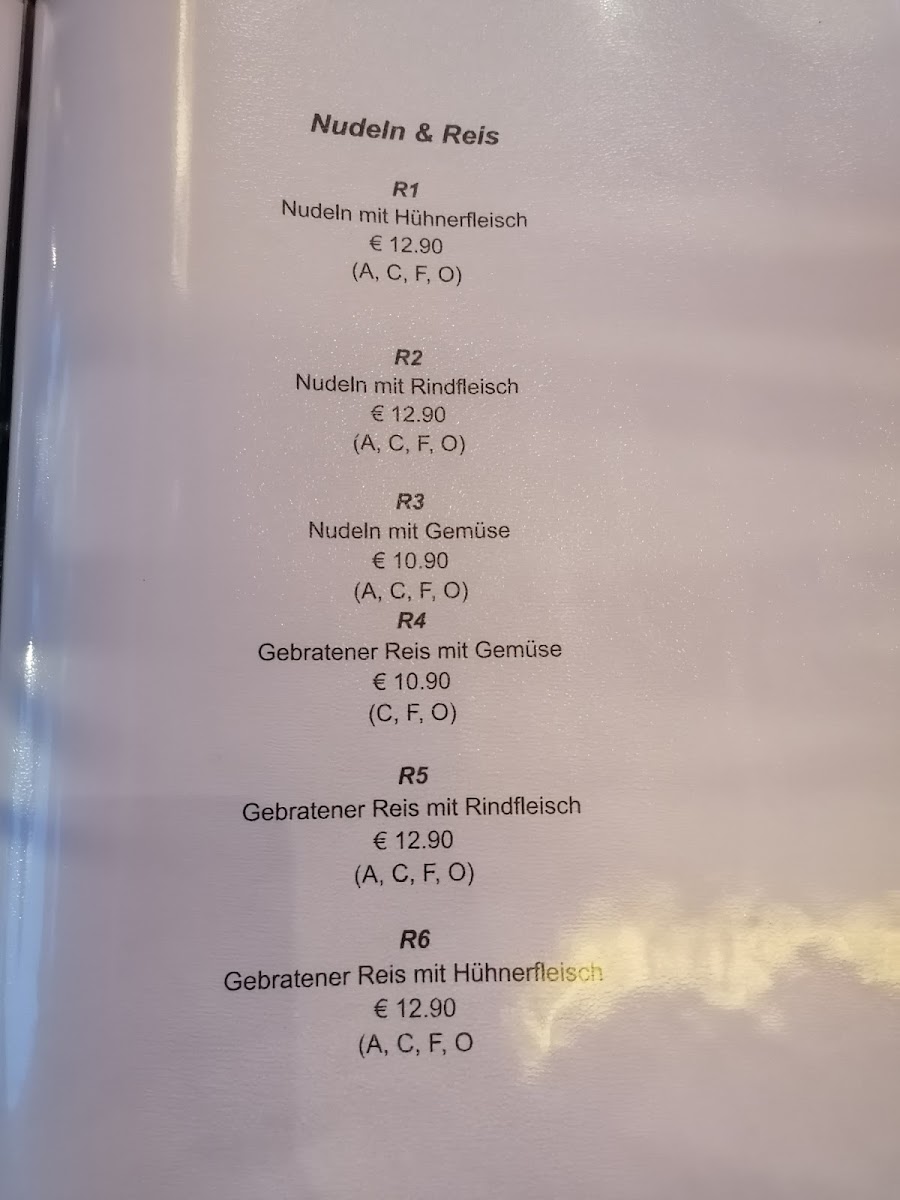 Nudeln & Reis
R1
Nudeln mit Hühnerfleisch
€ 12.90
(A, C, F, O)
R2
Nudeln mit Rindfleisch
€ 12.90
(A, C, F, O)
R3
Nudeln mit Gemüse
€ 10.90
(A, C, F, O)
R4
Gebratener Reis mit Gemüse
€ 10.90
(C, F, O)
R5
Gebratener Reis mit Rindfleisch
€ 12.90
(A, C, F, O)
R6
Gebratener Reis mit Hühnerfleisch
€ 12.90
(A, C, F, O